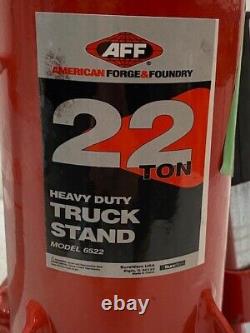 AFF
AMERICAN FORGE & FOUNDRY
22
TON
HEAVY DUTY
TRUCK
STAND
MODEL 6522